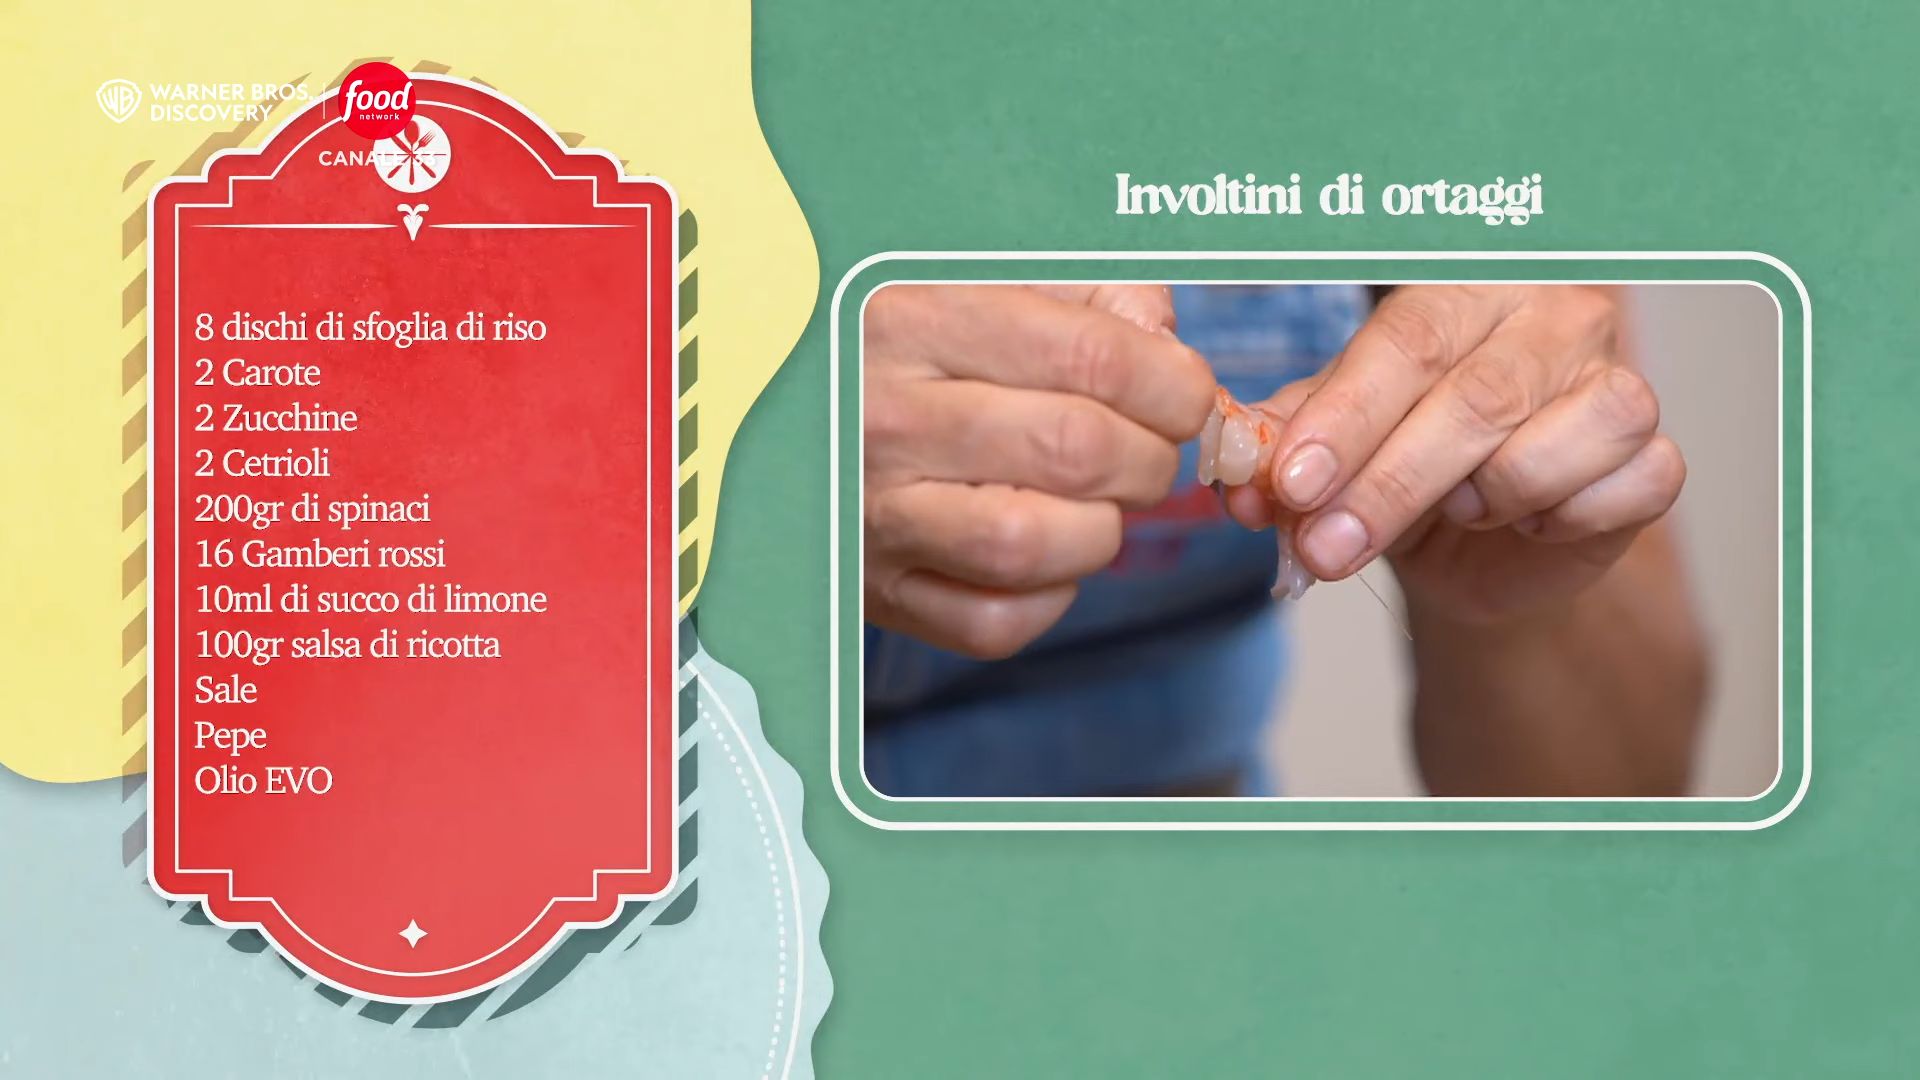 WARNER BROS.
DISCOVERY
food
network
CANALE 33
Involtini di ortaggi
8 dischi di sfoglia di riso
2 Carote
2 Zucchine
2 Cetrioli
200gr di spinaci
16 Gamberi rossi
10ml di succo di limone
100gr salsa di ricotta
Sale
Pepe
Olio EVO